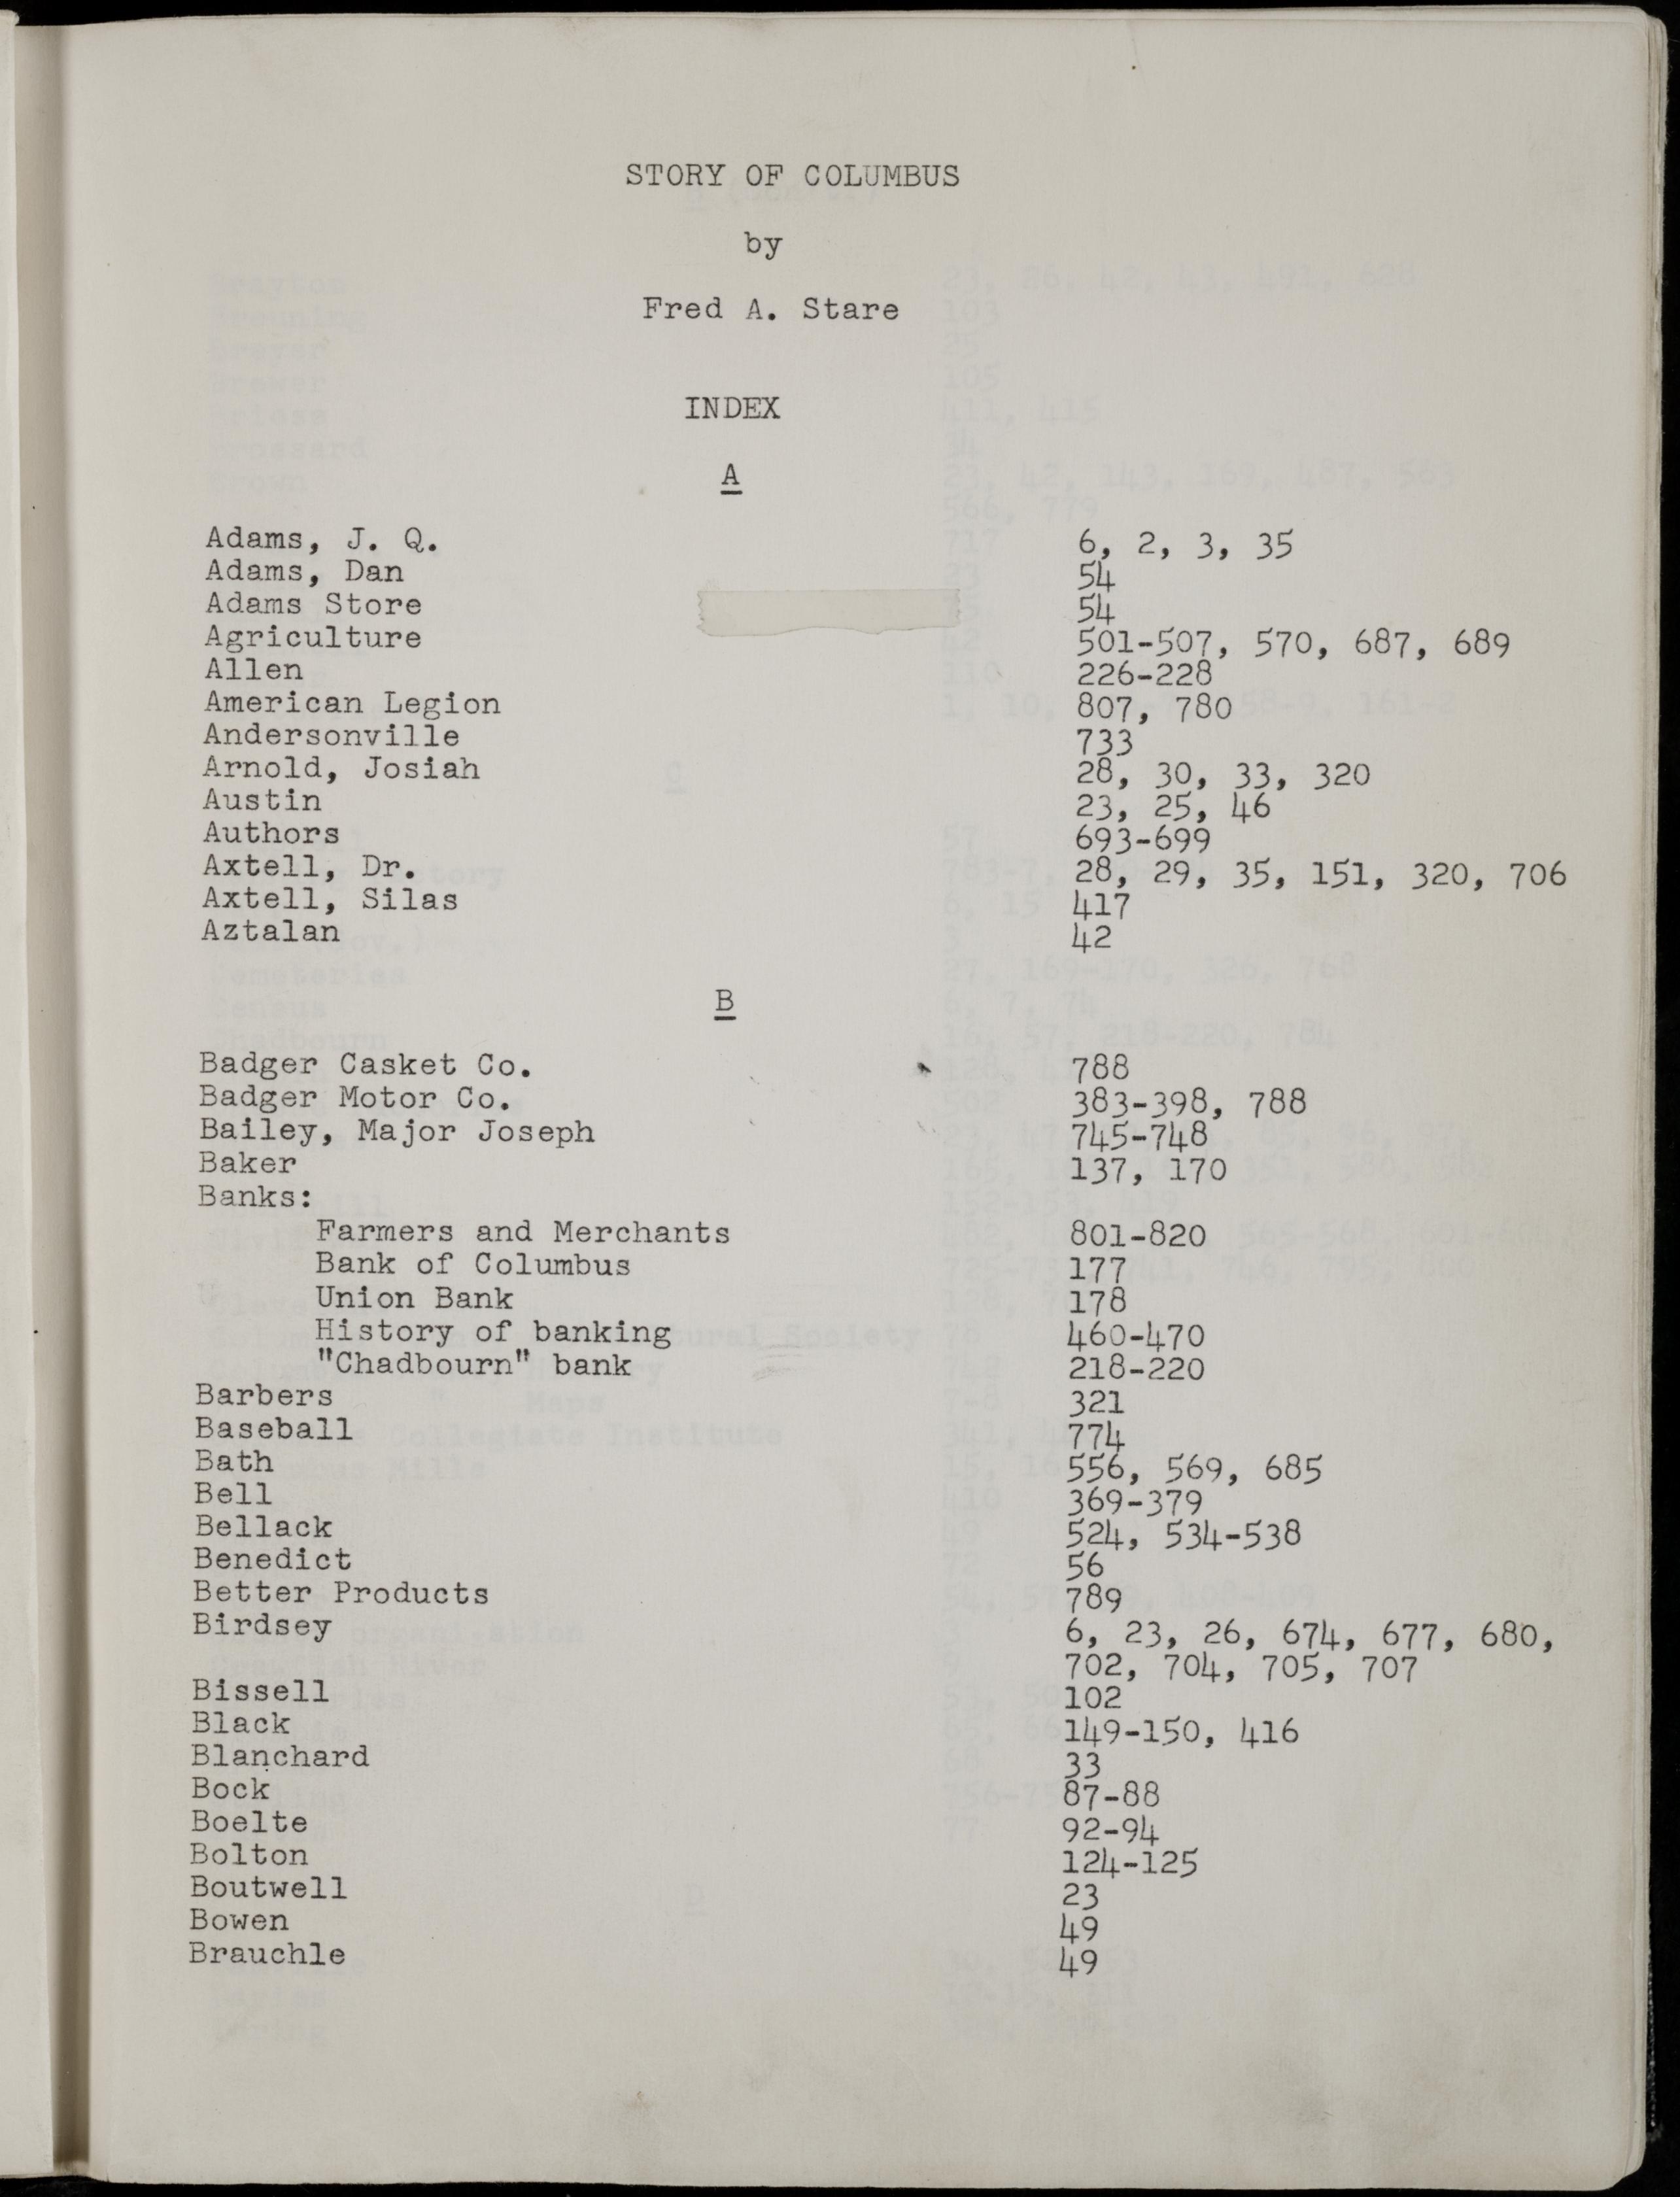 STORY OF COLUMBUS
by
Fred A. Stare
INDEX
A
Adams, J. Q. 6, 2, 3, 35
Adams, Dan 54
Adams Store 54
Agriculture 501-507, 570, 687, 689
Allen 226-228
American Legion 807, 780
Andersonville 733
Arnold, Josiah 28, 30, 33, 320
Austin 23, 25, 46
Authors 693-699
Axtell, Dr. 28, 29, 35, 151, 320, 706
Axtell, Silas 417
Aztalan 42
B
Badger Casket Co. 788
Badger Motor Co. 383-398, 788
Bailey, Major Joseph 745-748
Baker 137, 170
Banks:
Farmers and Merchants 801-820
Bank of Columbus 177
Union Bank 178
History of banking 460-470
"Chadbourn" bank 218-220
Barbers 321
Baseball 774
Bath 556, 569, 685
Bell 369-379
Bellack 524, 534-538
Benedict 56
Better Products 789
Birdsey 6, 23, 26, 674, 677, 680,
702, 704, 705, 707
Bissell 102
Black 149-150, 416
Blanchard 33
Bock 87-88
Boelte 92-94
Bolton 124-125
Boutwell 23
Bowen 49
Brauchle 49